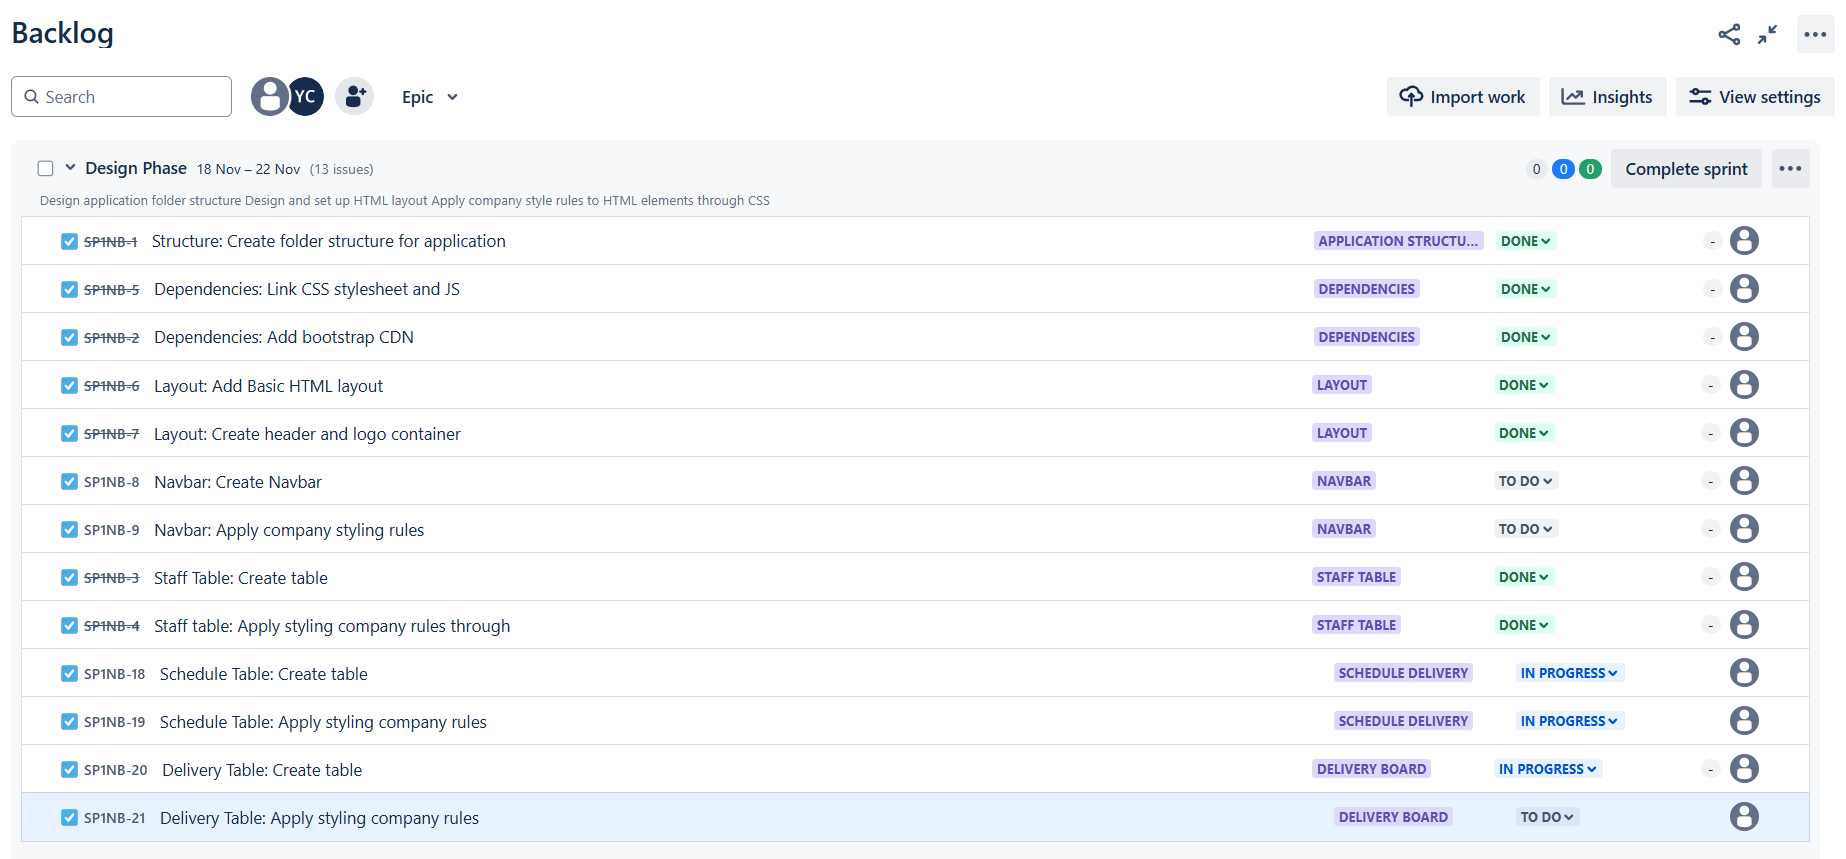 Backlog
Search YC Epic Import work Insights View settings
Design Phase 18 Nov – 22 Nov (13 issues) 0 0 0 Complete sprint
Design application folder structure Design and set up HTML layout Apply company style rules to HTML elements through CSS
SP1NB-1 Structure: Create folder structure for application APPLICATION STRUCTU... DONE -
SP1NB-5 Dependencies: Link CSS stylesheet and JS DEPENDENCIES DONE -
SP1NB-2 Dependencies: Add bootstrap CDN DEPENDENCIES DONE -
SP1NB-6 Layout: Add Basic HTML layout LAYOUT DONE -
SP1NB-7 Layout: Create header and logo container LAYOUT DONE -
SP1NB-8 Navbar: Create Navbar NAVBAR TO DO -
SP1NB-9 Navbar: Apply company styling rules NAVBAR TO DO -
SP1NB-3 Staff Table: Create table STAFF TABLE DONE -
SP1NB-4 Staff table: Apply styling company rules through STAFF TABLE DONE -
SP1NB-18 Schedule Table: Create table SCHEDULE DELIVERY IN PROGRESS
SP1NB-19 Schedule Table: Apply styling company rules SCHEDULE DELIVERY IN PROGRESS
SP1NB-20 Delivery Table: Create table DELIVERY BOARD IN PROGRESS -
SP1NB-21 Delivery Table: Apply styling company rules DELIVERY BOARD TO DO